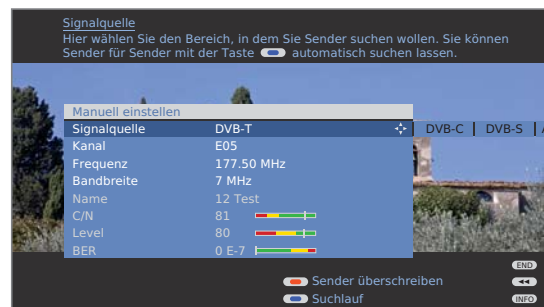 Signalquelle
Hier wählen Sie den Bereich, in dem Sie Sender suchen wollen. Sie können
Sender für Sender mit der Taste automatisch suchen lassen.
Manuell einstellen
Signalquelle DVB-T DVB-C DVB-S
Kanal E05
Frequenz 177.50 MHz
Bandbreite 7 MHz
Name 12 Test
C/N 81
Level 80
BER 0 E-7
END
Sender überschreiben
Suchlauf INFO